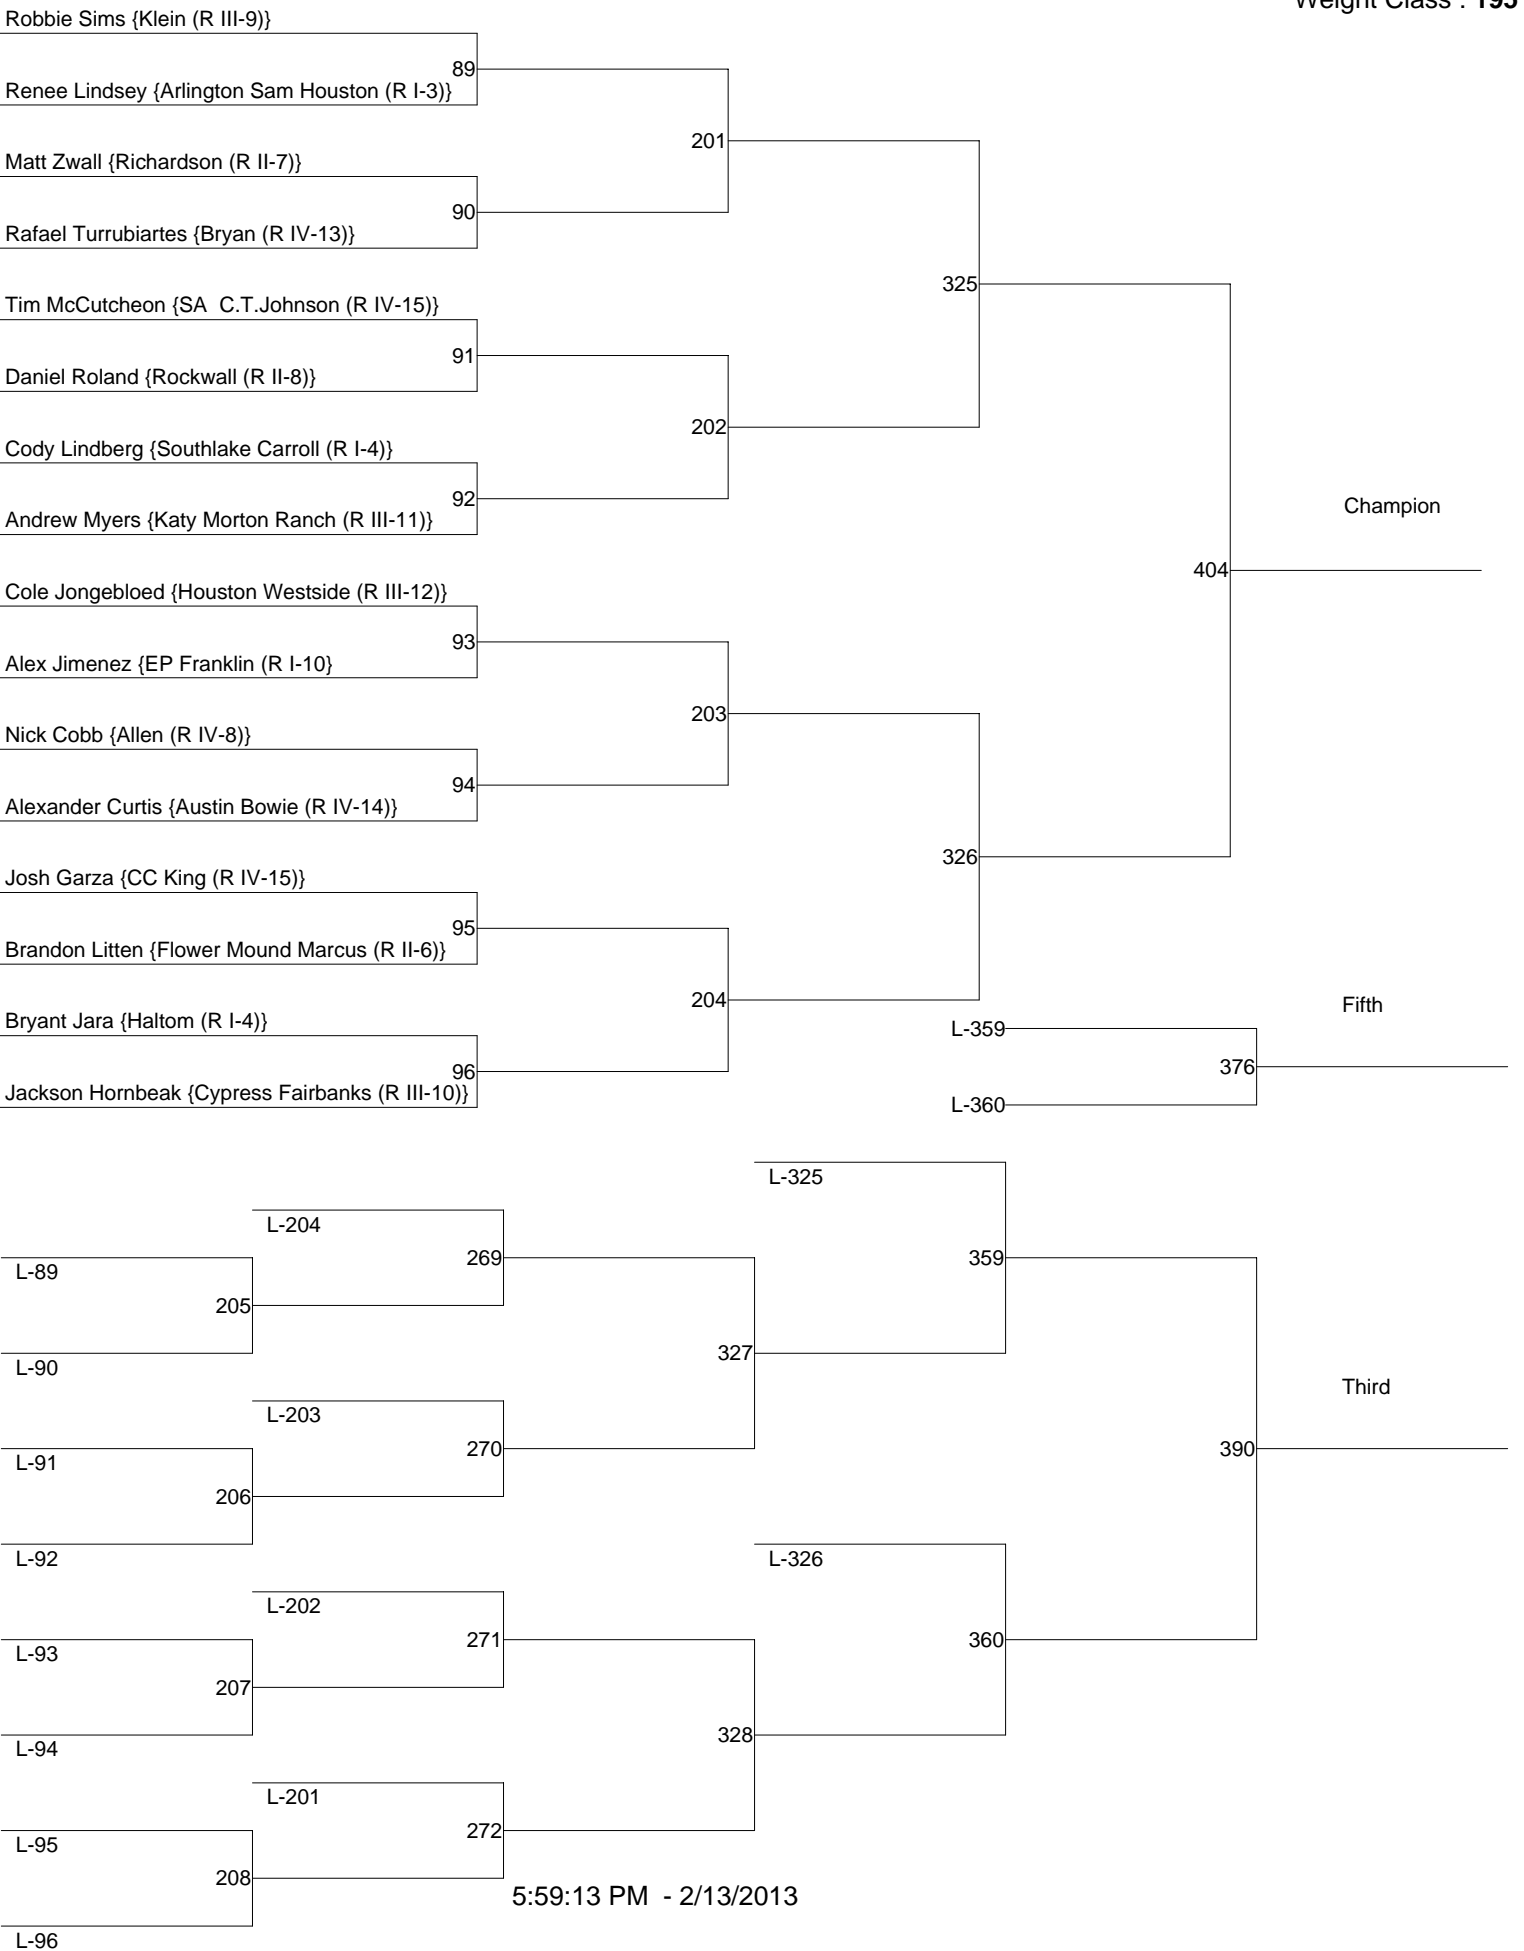 Weight Class : 195
Robbie Sims {Klein (R III-9)}
89
Renee Lindsey {Arlington Sam Houston (R I-3)}
201
Matt Zwall {Richardson (R II-7)}
90
Rafael Turrubiartes {Bryan (R IV-13)}
325
Tim McCutcheon {SA  C.T.Johnson (R IV-15)}
91
Daniel Roland {Rockwall (R II-8)}
202
Cody Lindberg {Southlake Carroll (R I-4)}
92
Andrew Myers {Katy Morton Ranch (R III-11)}
Champion
404
Cole Jongebloed {Houston Westside (R III-12)}
93
Alex Jimenez {EP Franklin (R I-10}
203
Nick Cobb {Allen (R IV-8)}
94
Alexander Curtis {Austin Bowie (R IV-14)}
326
Josh Garza {CC King (R IV-15)}
95
Brandon Litten {Flower Mound Marcus (R II-6)}
204
Bryant Jara {Haltom (R I-4)}
96
Jackson Hornbeak {Cypress Fairbanks (R III-10)}
Fifth
L-359
376
L-360
L-325
L-204
269
359
L-89
205
L-90
327
Third
L-203
270
390
L-91
206
L-92
L-326
L-202
271
360
L-93
207
L-94
328
L-201
272
L-95
208
L-96
5:59:13 PM  - 2/13/2013